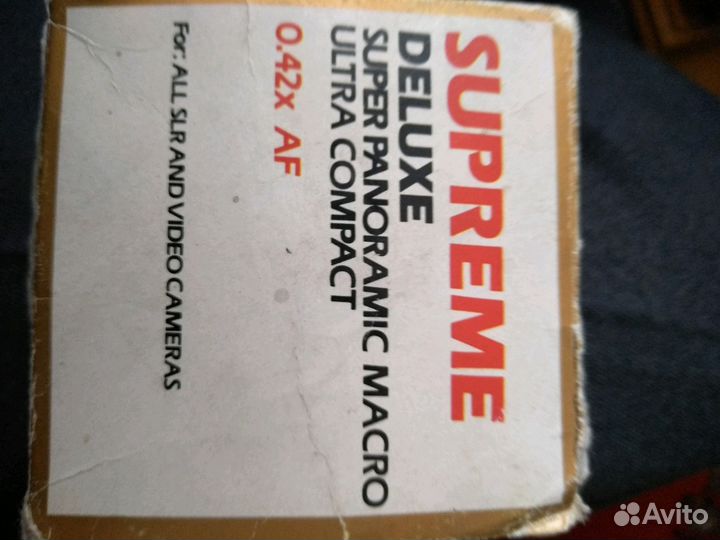 SUPREME
DELUXE
SUPER PANORAMIC MACRO
ULTRA COMPACT
0.42x AF
For: ALL SLR AND VIDEO CAMERAS
Avito